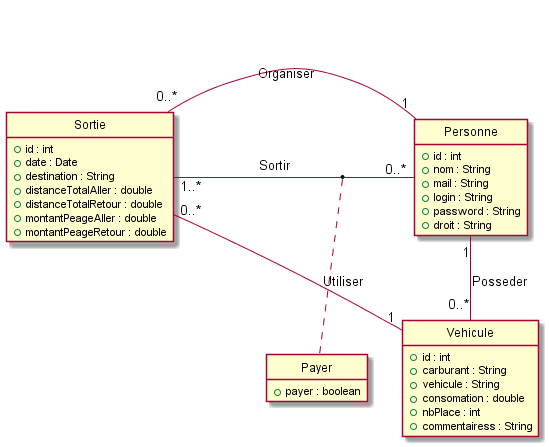 Organiser
0..*
1
Sortie
id : int
date : Date
destination : String
distanceTotalAller : double
distanceTotalRetour : double
montantPeageAller : double
montantPeageRetour : double
Personne
id : int
nom : String
mail : String
login : String
password : String
droit : String
Sortir
1..*
0..*
0..*
1
Utiliser
1
Posseder
0..*
Payer
payer : boolean
Vehicule
id : int
carburant : String
vehicule : String
consomation : double
nbPlace : int
commentairess : String